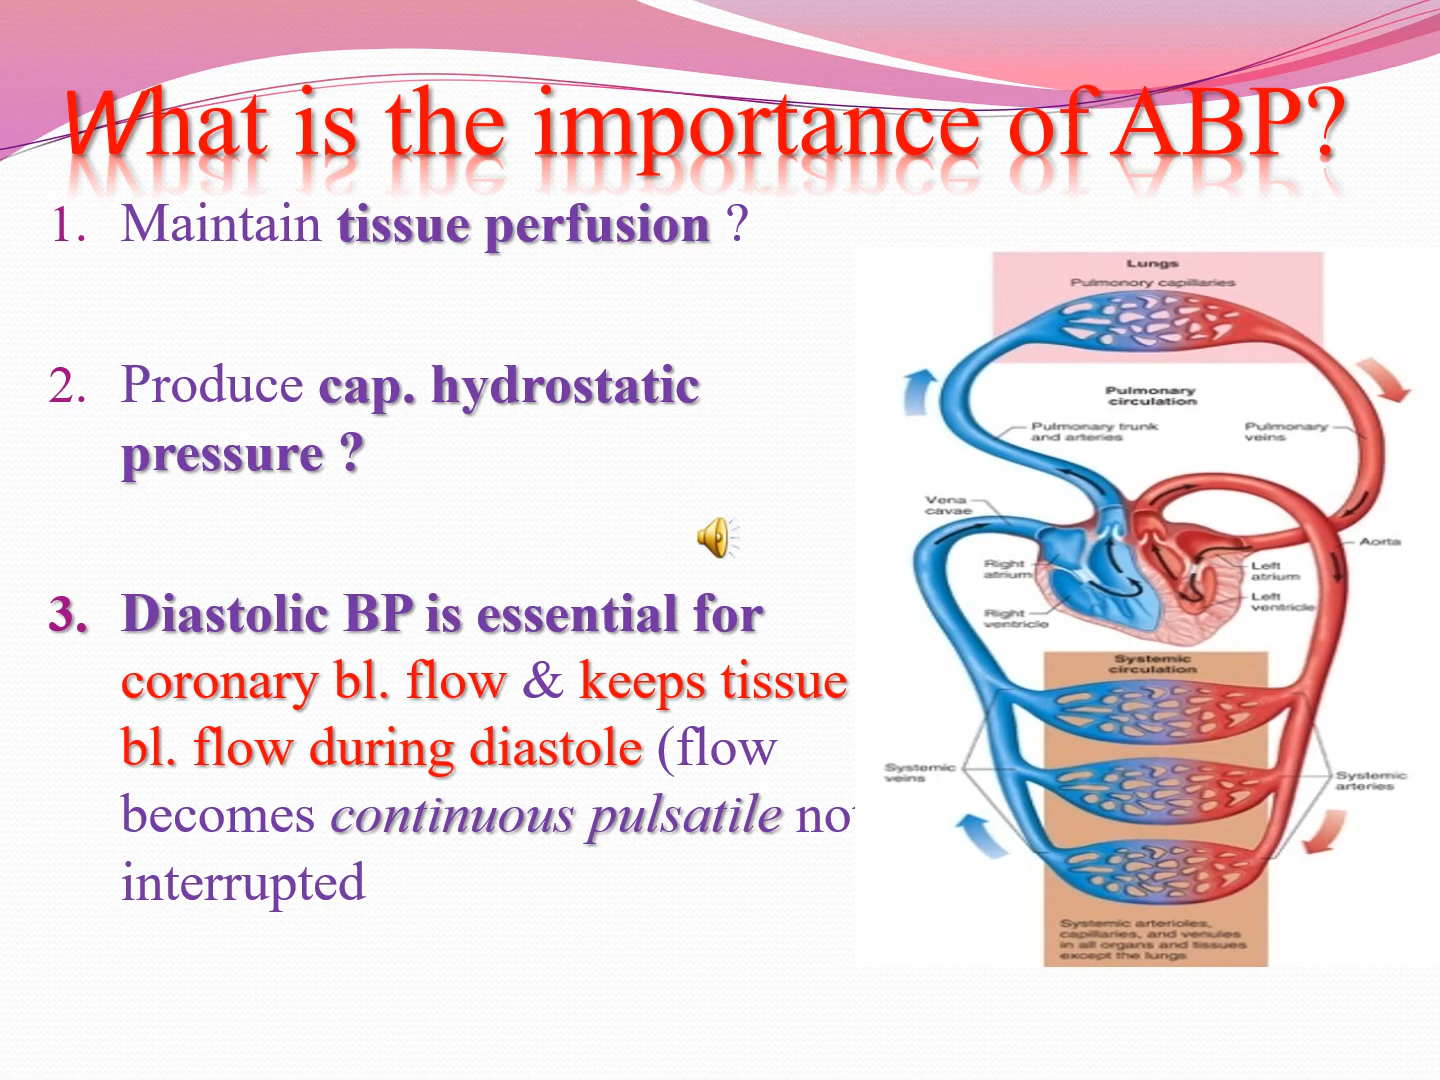 What is the importance of ABP?
1. Maintain tissue perfusion ?
2. Produce cap. hydrostatic
pressure ?
3. Diastolic BP is essential for
coronary bl. flow & keeps tissue
bl. flow during diastole (flow
becomes continuous pulsatile not
interrupted
Lungs
Pulmonory capillaries
Pulmonary
circulation
Pulmonary trunk
and arteries
Pulmonary
veins
Vena
cavae
Aorta
Right
atrium
Left
atrium
Right
ventricle
Left
ventricle
Systemic
circulation
Systemic
veins
Systemic
arteries
Systemic arterioles,
capillaries, and venules
in all organs and tissues
except the lungs